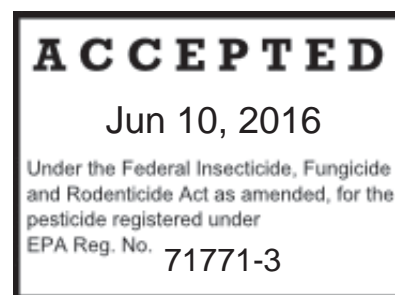 ACCEPTED
Jun 10, 2016
Under the Federal Insecticide, Fungicide
and Rodenticide Act as amended, for the
pesticide registered under
EPA Reg. No. 71771-3